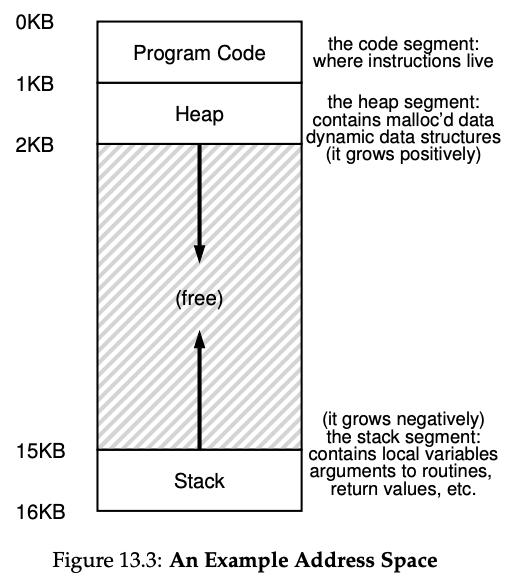 0KB
Program Code
the code segment:
where instructions live
1KB
Heap
the heap segment:
contains malloc'd data
dynamic data structures
(it grows positively)
2KB
(free)
(it grows negatively)
the stack segment:
contains local variables
arguments to routines,
return values, etc.
15KB
Stack
16KB
Figure 13.3: An Example Address Space